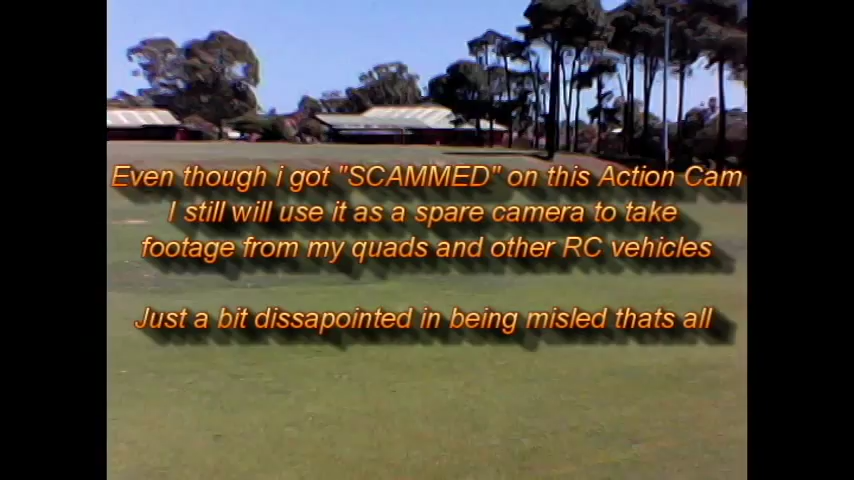 Even though i got "SCAMMED" on this Action Cam
I still will use it as a spare camera to take
footage from my quads and other RC vehicles
Just a bit dissapointed in being misled thats all